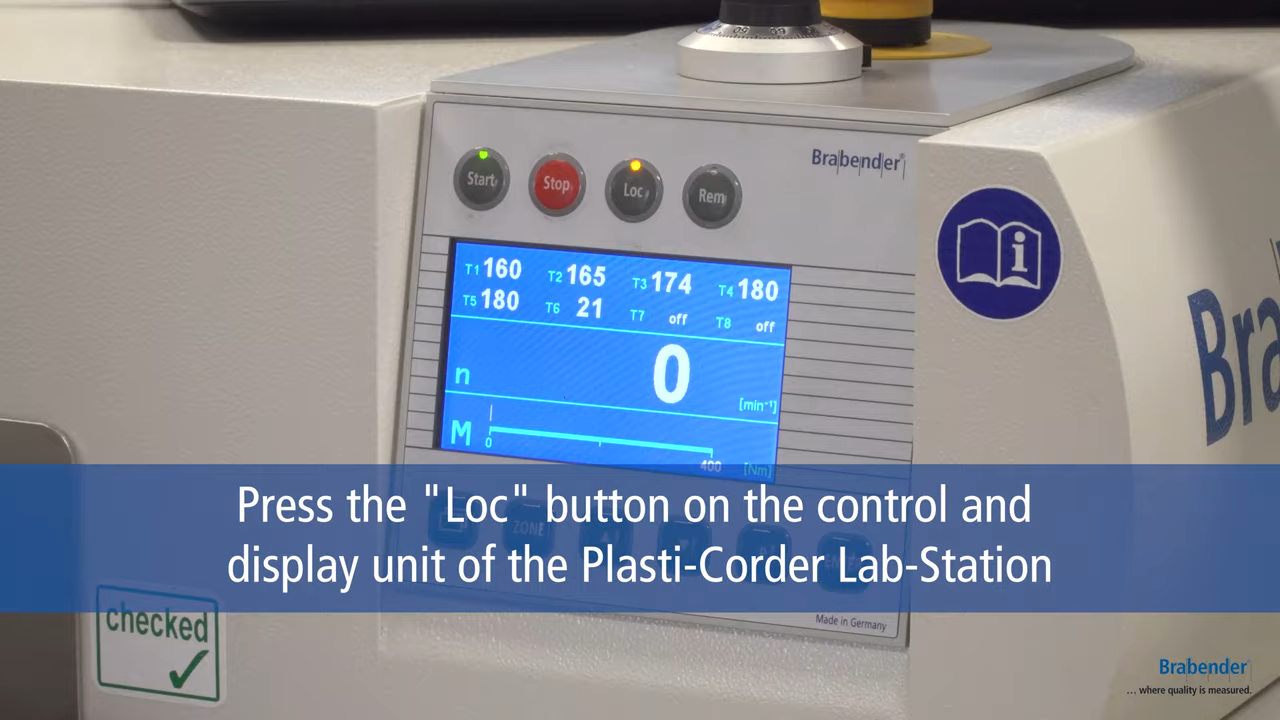 Brabender®
Start Stop Loc Rem
T1 160 T2 165 T3 174 T4 180
T5 180 T6 21 T7 off T8 off
n 0 [min⁻¹]
M 0 400 [Nm]
Press the "Loc" button on the control and
display unit of the Plasti-Corder Lab-Station
ZONE
Made in Germany
checked
Bra
Brabender
... where quality is measured.